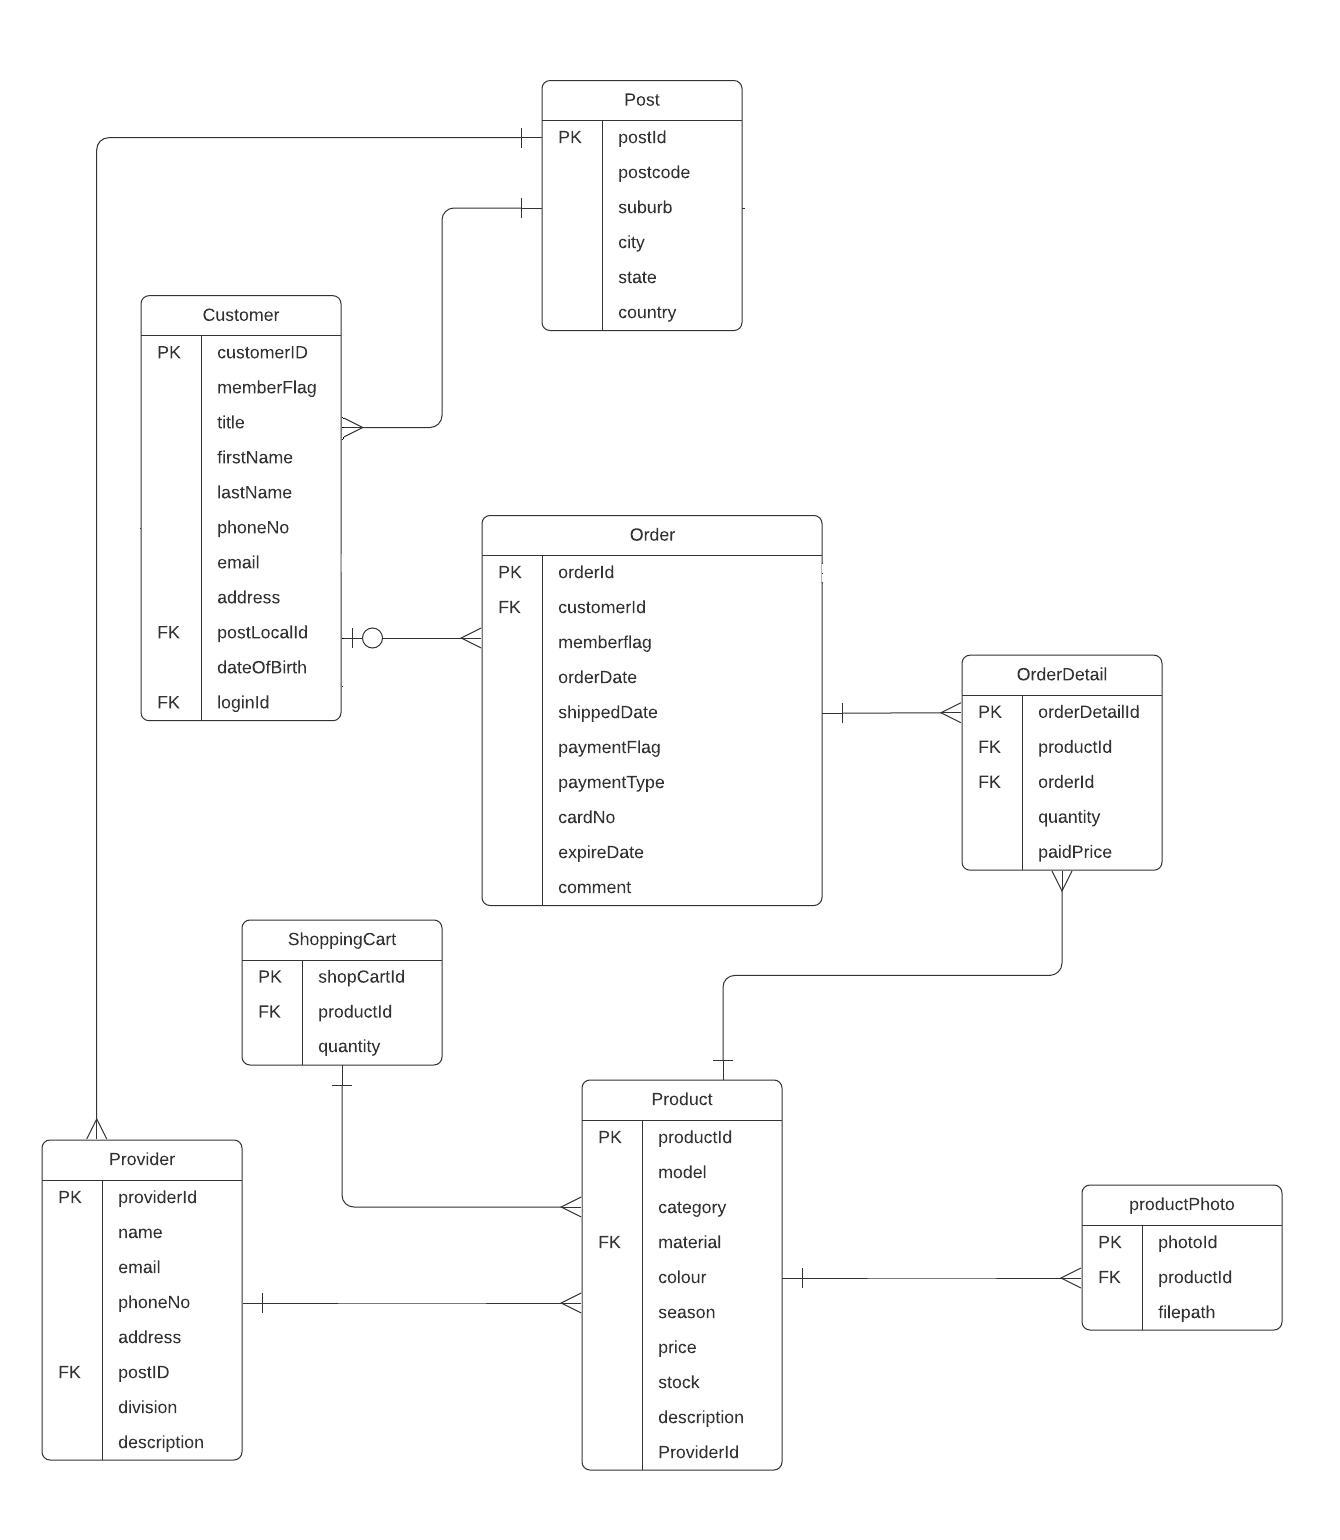 Post
PK postId
postcode
suburb
city
state
country
Customer
PK customerID
memberFlag
title
firstName
lastName
phoneNo
email
address
FK postLocalId
dateOfBirth
FK loginId
Order
PK orderId
FK customerId
memberflag
orderDate
shippedDate
paymentFlag
paymentType
cardNo
expireDate
comment
OrderDetail
PK orderDetailId
FK productId
FK orderId
quantity
paidPrice
ShoppingCart
PK shopCartId
FK productId
quantity
Provider
PK providerId
name
email
phoneNo
address
FK postID
division
description
Product
PK productId
model
category
FK material
colour
season
price
stock
description
ProviderId
productPhoto
PK photoId
FK productId
filepath